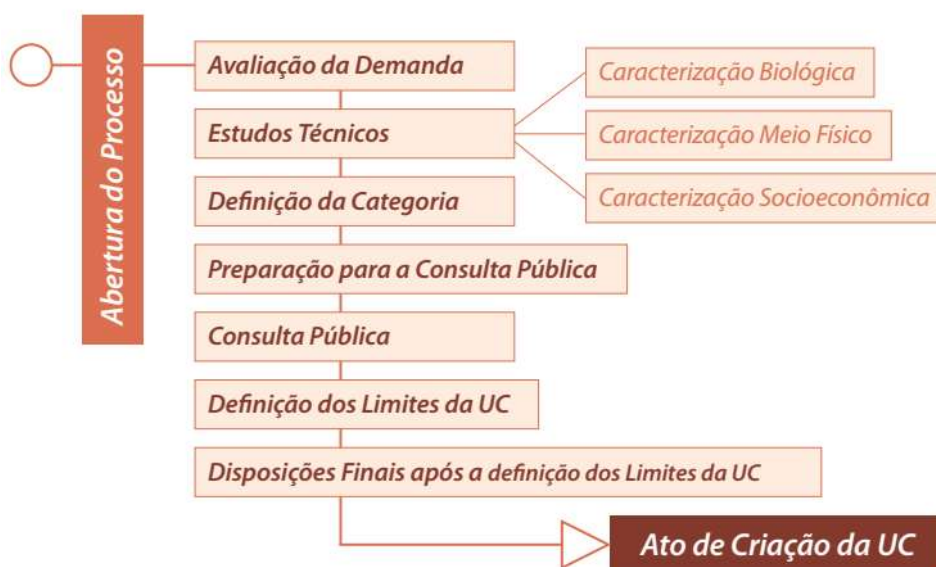 Abertura do Processo
Avaliação da Demanda
Estudos Técnicos
Caracterização Biológica
Caracterização Meio Físico
Caracterização Socioeconômica
Definição da Categoria
Preparação para a Consulta Pública
Consulta Pública
Definição dos Limites da UC
Disposições Finais após a definição dos Limites da UC
Ato de Criação da UC